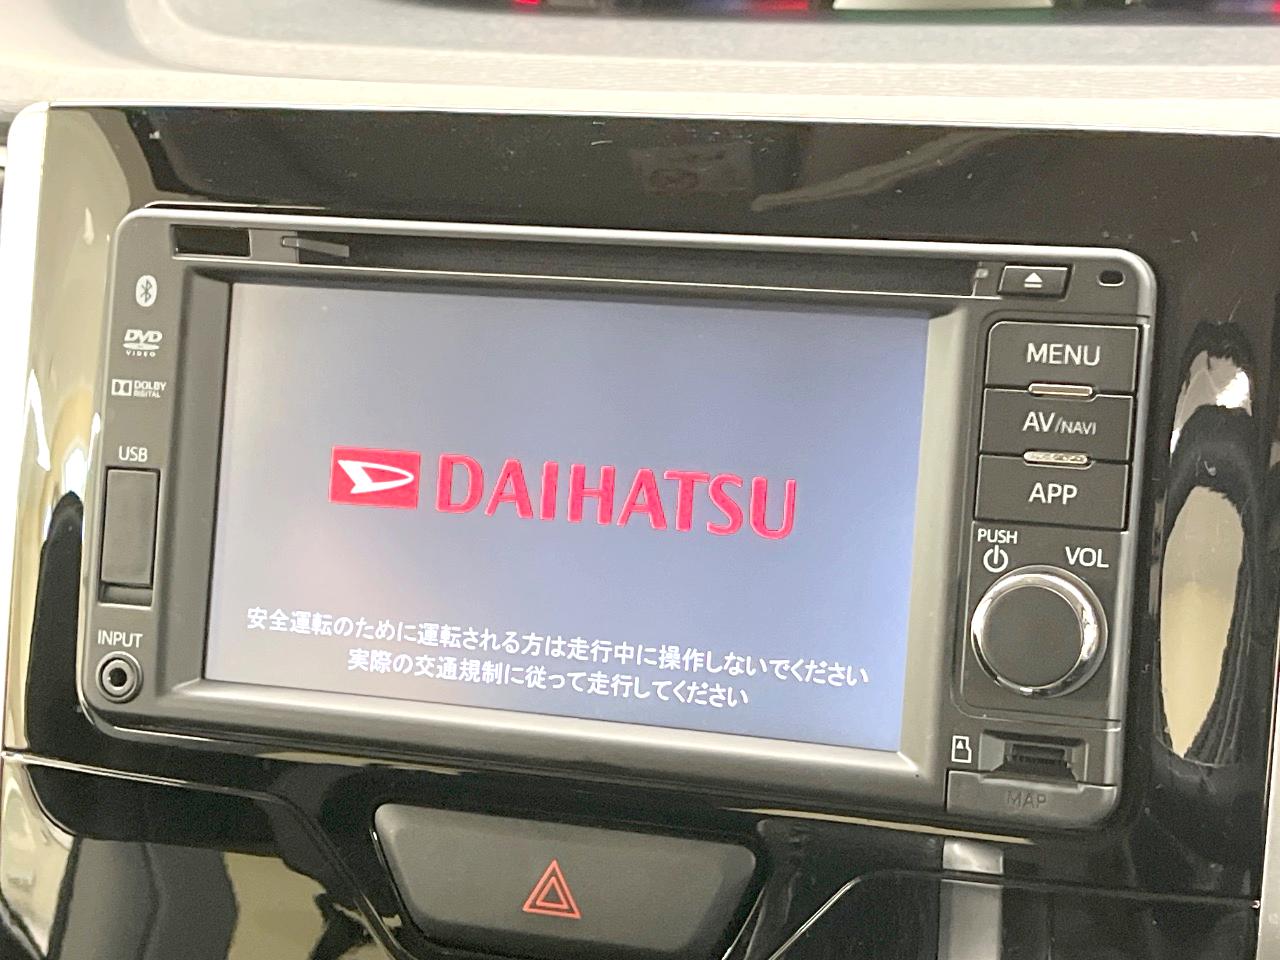 DVD
VIDEO
DOLBY
DIGITAL
USB
INPUT
DAIHATSU
安全運転のために運転される方は走行中に操作しないでください
実際の交通規制に従って走行してください
MENU
AV/NAVI
APP
PUSH
VOL
MAP